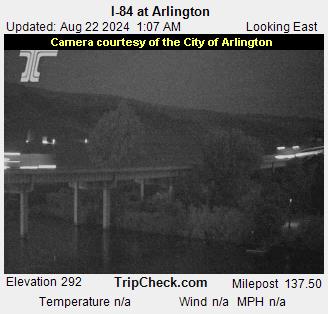 I-84 at Arlington
Updated: Aug 22 2024 1:07 AM Looking East
Camera courtesy of the City of Arlington
Elevation 292 TripCheck.com Milepost 137.50
Temperature n/a Wind n/a MPH n/a